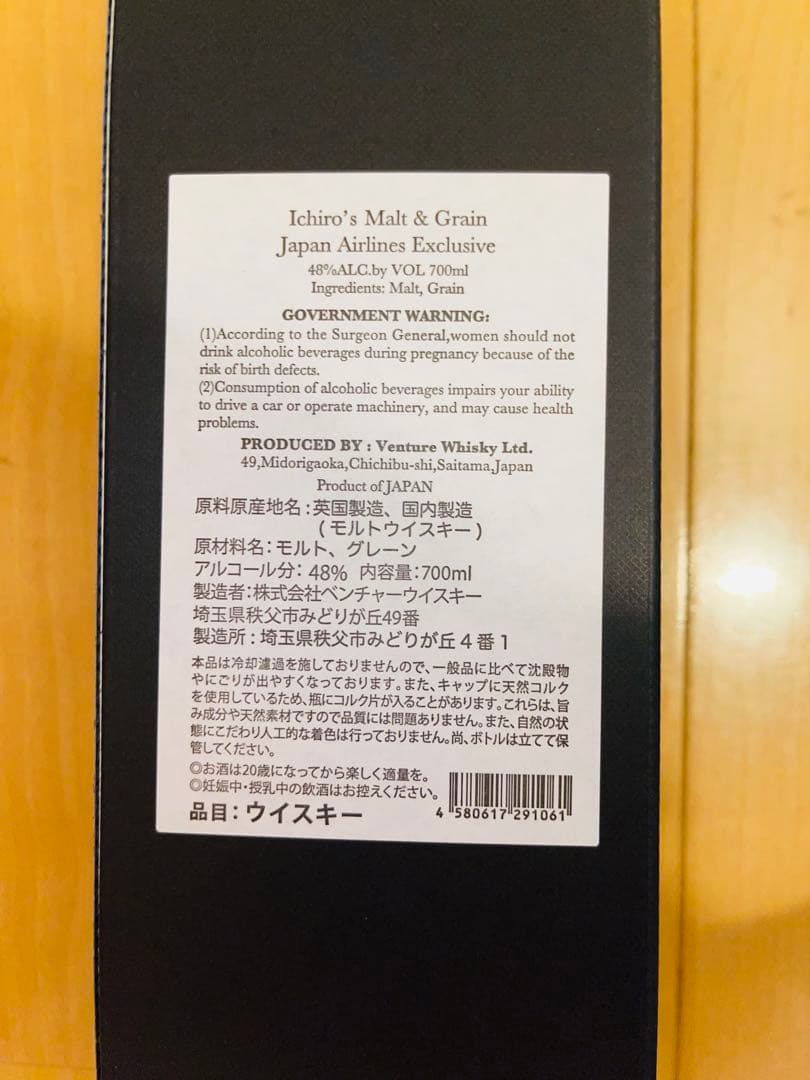 Ichiro's Malt & Grain
Japan Airlines Exclusive
48%ALC.by VOL 700ml
Ingredients: Malt, Grain
GOVERNMENT WARNING:
(1)According to the Surgeon General,women should not
drink alcoholic beverages during pregnancy because of the
risk of birth defects.
(2)Consumption of alcoholic beverages impairs your ability
to drive a car or operate machinery, and may cause health
problems.
PRODUCED BY : Venture Whisky Ltd.
49,Midorigaoka,Chichibu-shi,Saitama,Japan
Product of JAPAN
原料原産地名：英国製造、国内製造
(モルトウイスキー)
原材料名：モルト、グレーン
アルコール分：48% 内容量：700ml
製造者：株式会社ベンチャーウイスキー
埼玉県秩父市みどりが丘49番
製造所：埼玉県秩父市みどりが丘４番１
本品は冷却濾過を施しておりませんので、一般品に比べて沈殿物
やにごりが出やすくなっております。また、キャップに天然コルク
を使用しているため、瓶にコルク片が入ることがあります。これらは、旨
み成分や天然素材ですので品質には問題ありません。また、自然の状
態にこだわり人工的な着色は行っておりません。尚、ボトルは立てて保
管してください。
◎お酒は20歳になってから楽しく適量を。
◎妊娠中・授乳中の飲酒はお控えください。
品目：ウイスキー
4 580617 291061